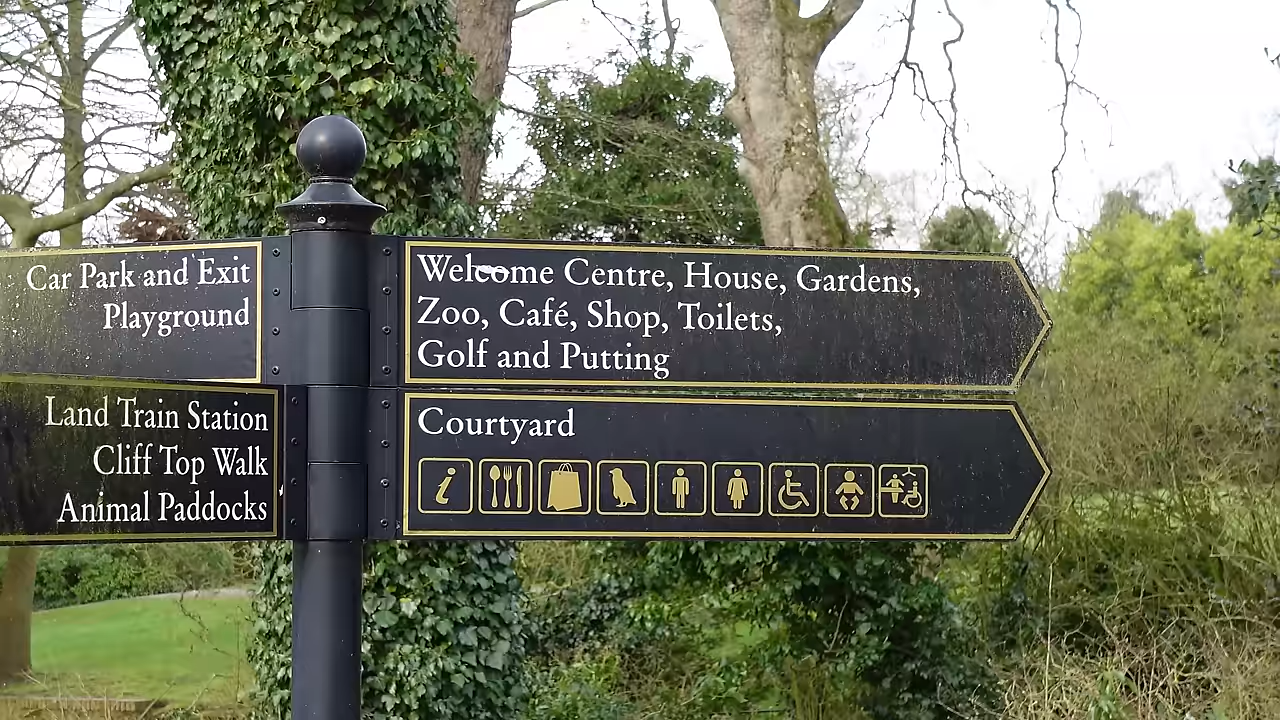 Car Park and Exit
Playground
Welcome Centre, House, Gardens,
Zoo, Café, Shop, Toilets,
Golf and Putting
Land Train Station
Cliff Top Walk
Animal Paddocks
Courtyard
i